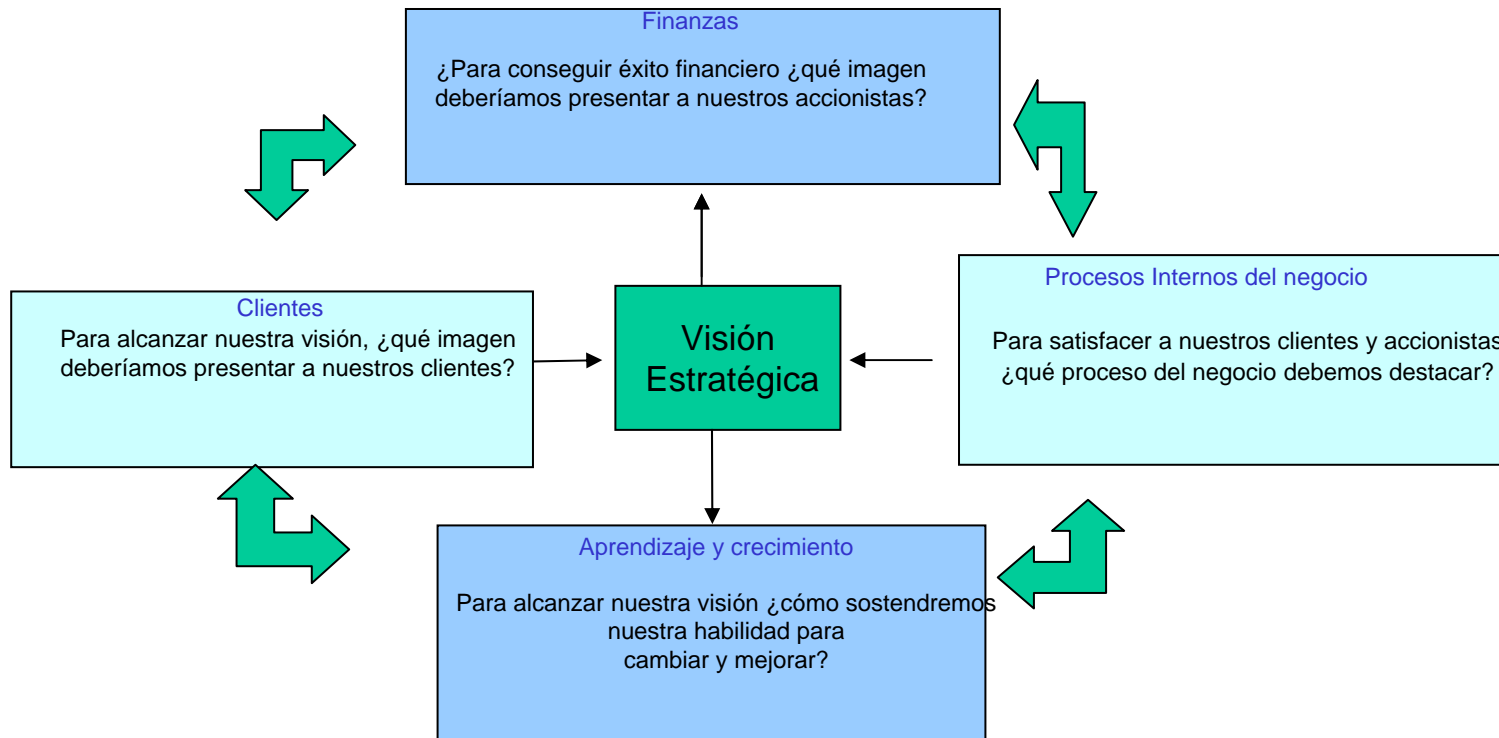 Finanzas
¿Para conseguir éxito financiero ¿qué imagen
deberíamos presentar a nuestros accionistas?
Clientes
Para alcanzar nuestra visión, ¿qué imagen
deberíamos presentar a nuestros clientes?
Visión
Estratégica
Procesos Internos del negocio
Para satisfacer a nuestros clientes y accionistas
¿qué proceso del negocio debemos destacar?
Aprendizaje y crecimiento
Para alcanzar nuestra visión ¿cómo sostendremos
nuestra habilidad para
cambiar y mejorar?